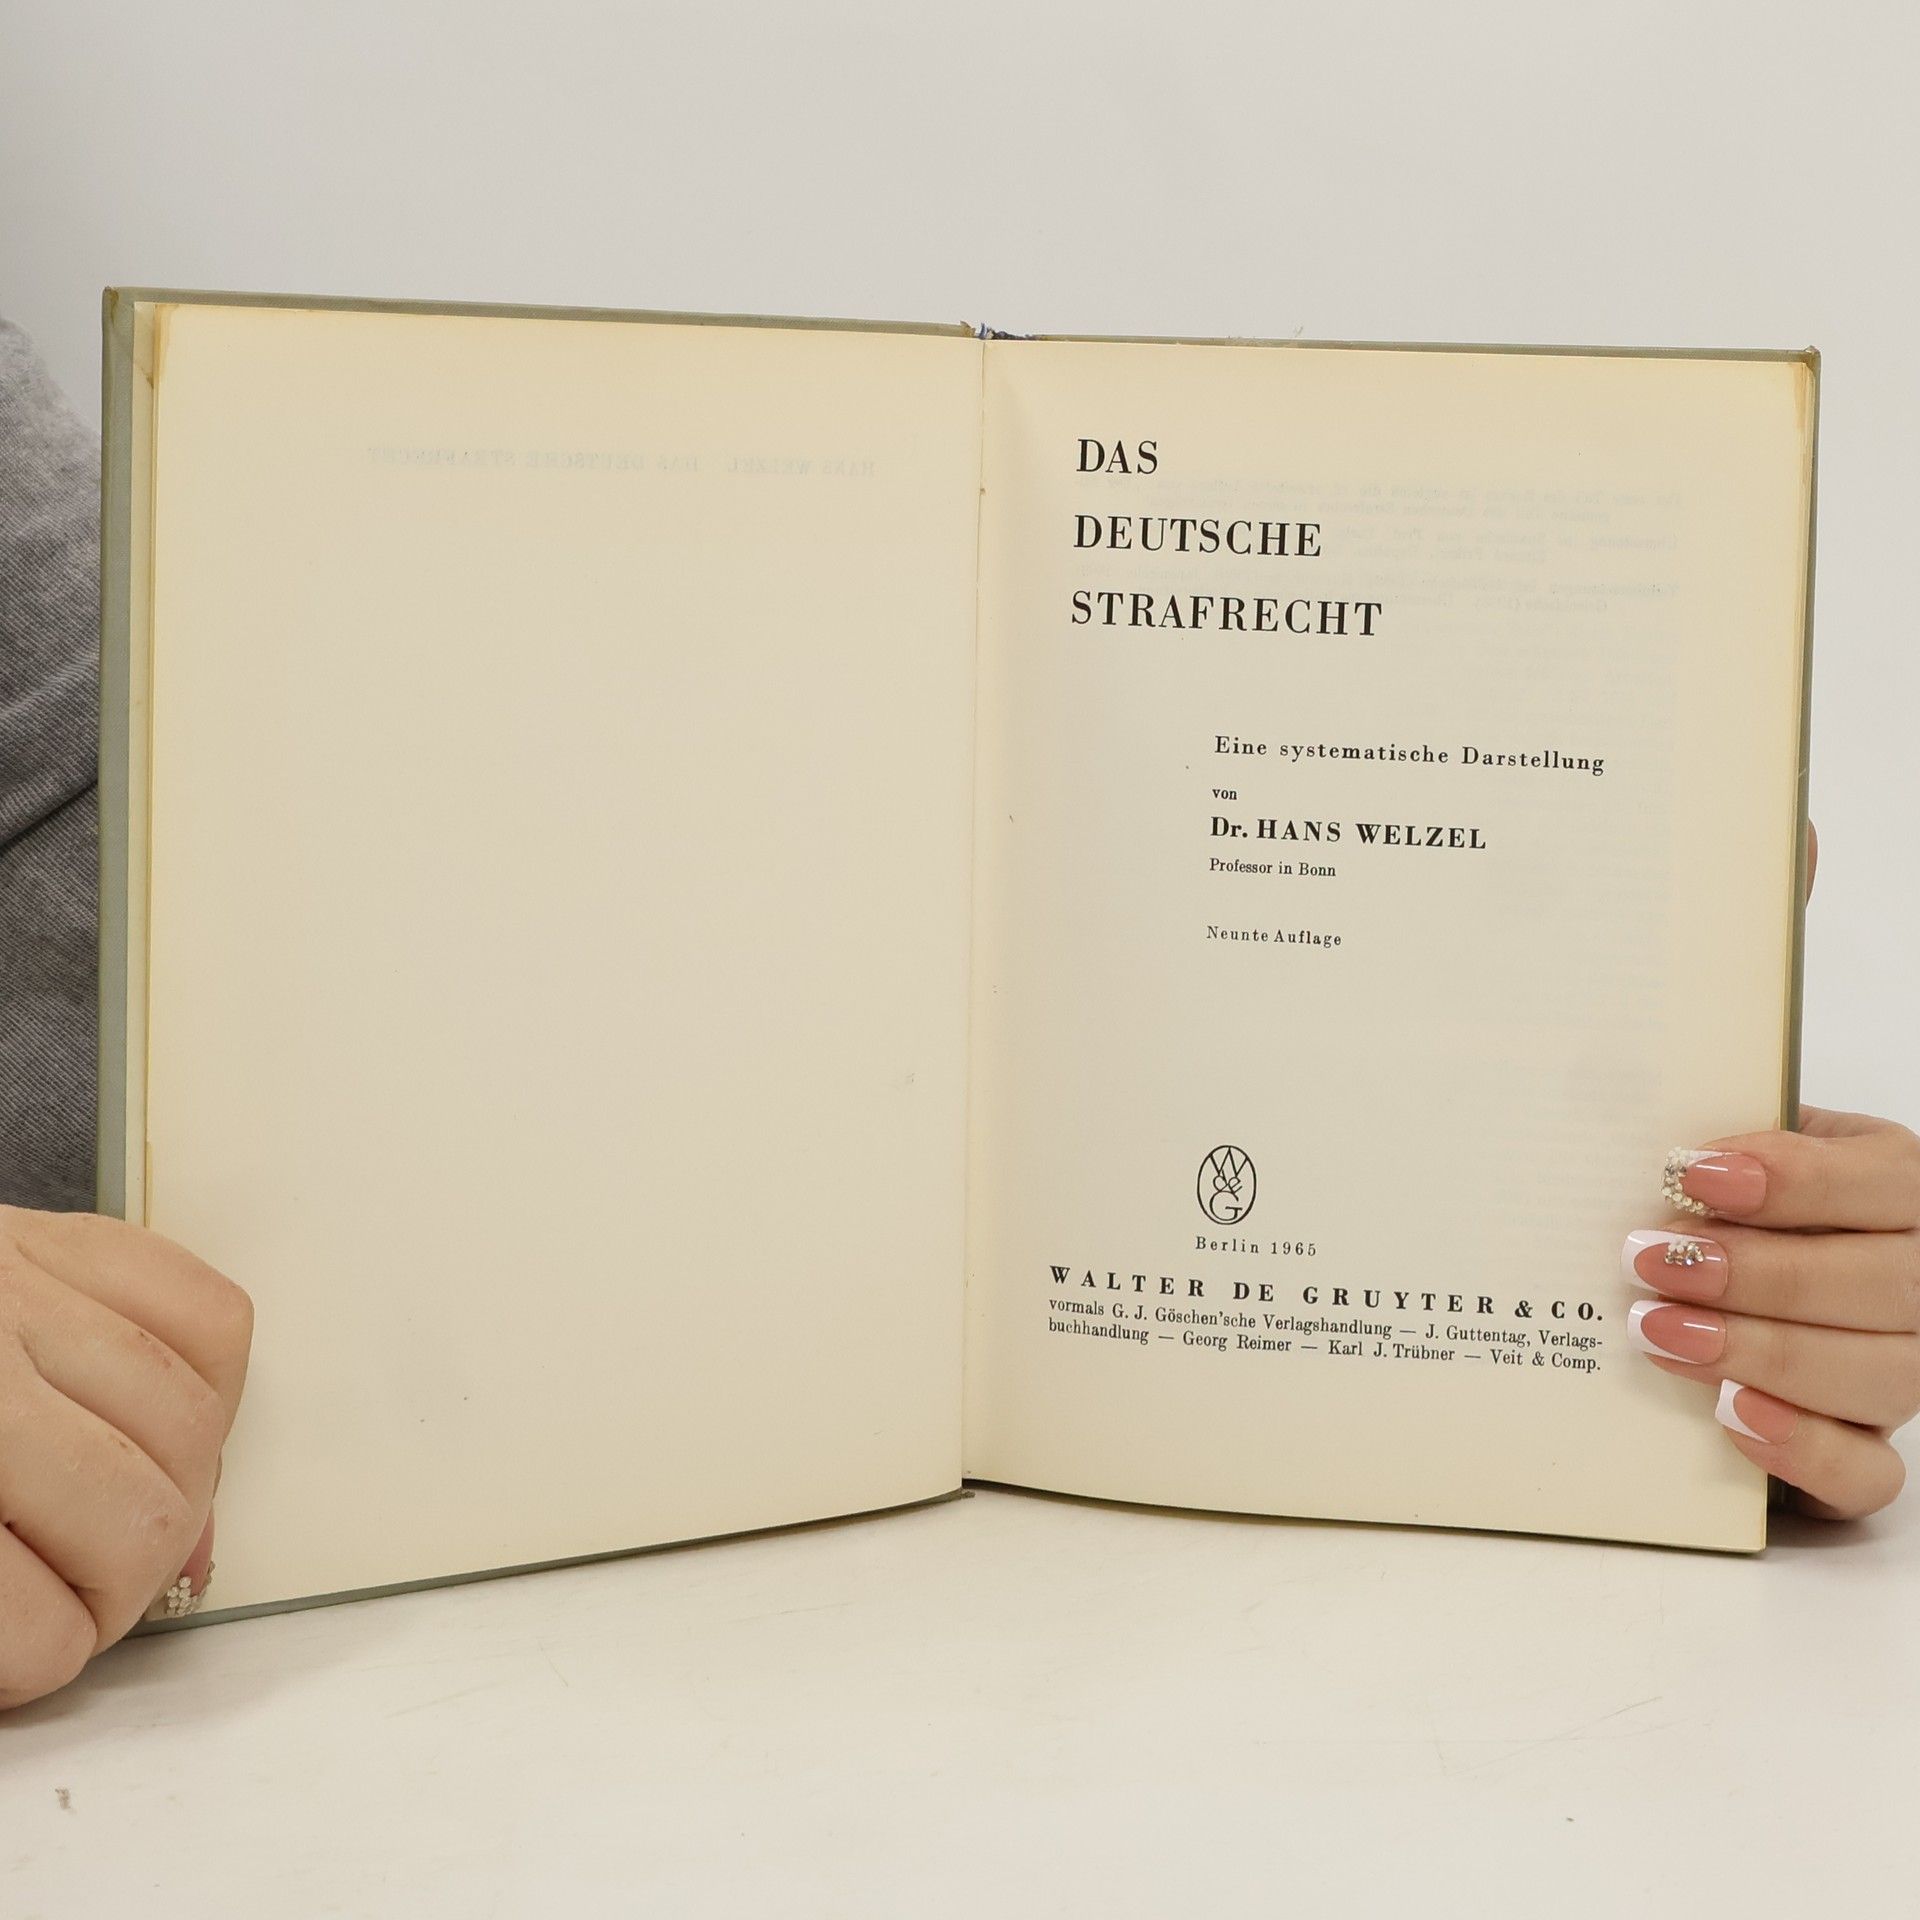 DAS
DEUTSCHE
STRAFRECHT
Eine systematische Darstellung
von
Dr. HANS WELZEL
Professor in Bonn
Neunte Auflage
W
de
G
Berlin 1965
WALTER DE GRUYTER & CO.
vormals G. J. Göschen'sche Verlagshandlung — J. Guttentag, Verlags-
buchhandlung — Georg Reimer — Karl J. Trübner — Veit & Comp.